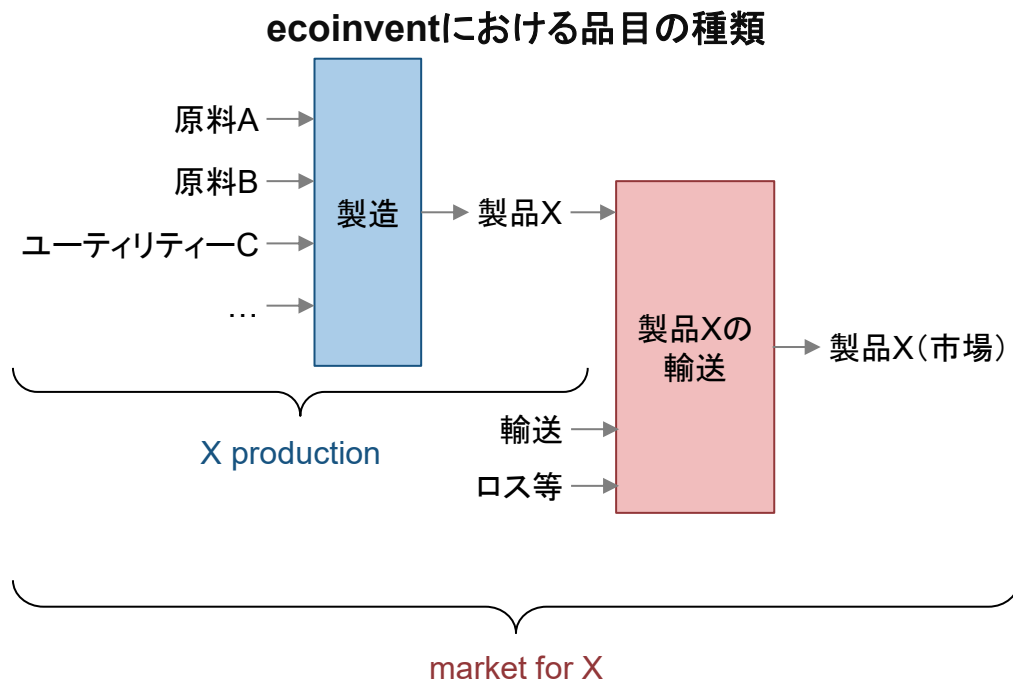 ecoinventにおける品目の種類
原料A
原料B
ユーティリティーC
…
製造
製品X
製品Xの
輸送
輸送
ロス等
製品X（市場）
X production
market for X